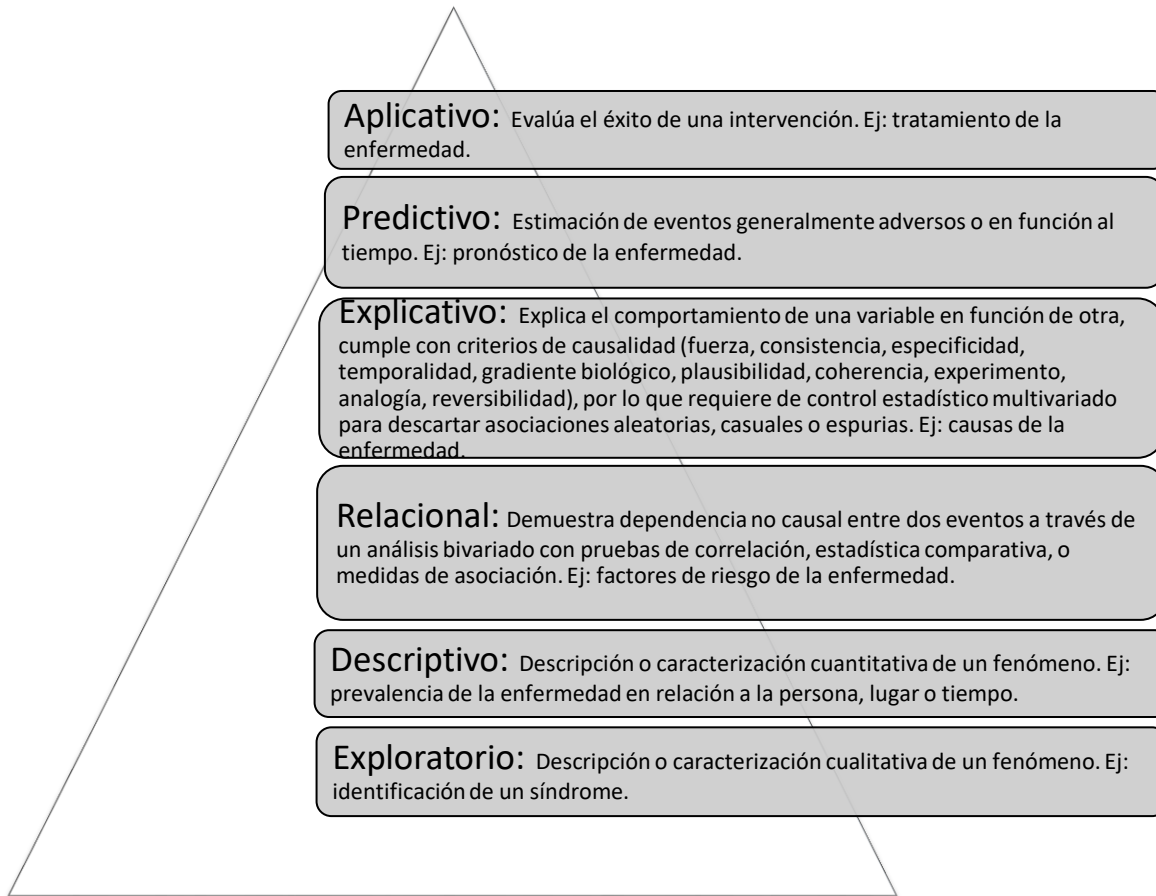 Aplicativo: Evalúa el éxito de una intervención. Ej: tratamiento de la
enfermedad.
Predictivo: Estimación de eventos generalmente adversos o en función al
tiempo. Ej: pronóstico de la enfermedad.
Explicativo: Explica el comportamiento de una variable en función de otra,
cumple con criterios de causalidad (fuerza, consistencia, especificidad,
temporalidad, gradiente biológico, plausibilidad, coherencia, experimento,
analogía, reversibilidad), por lo que requiere de control estadístico multivariado
para descartar asociaciones aleatorias, casuales o espurias. Ej: causas de la
enfermedad.
Relacional: Demuestra dependencia no causal entre dos eventos a través de
un análisis bivariado con pruebas de correlación, estadística comparativa, o
medidas de asociación. Ej: factores de riesgo de la enfermedad.
Descriptivo: Descripción o caracterización cuantitativa de un fenómeno. Ej:
prevalencia de la enfermedad en relación a la persona, lugar o tiempo.
Exploratorio: Descripción o caracterización cualitativa de un fenómeno. Ej:
identificación de un síndrome.